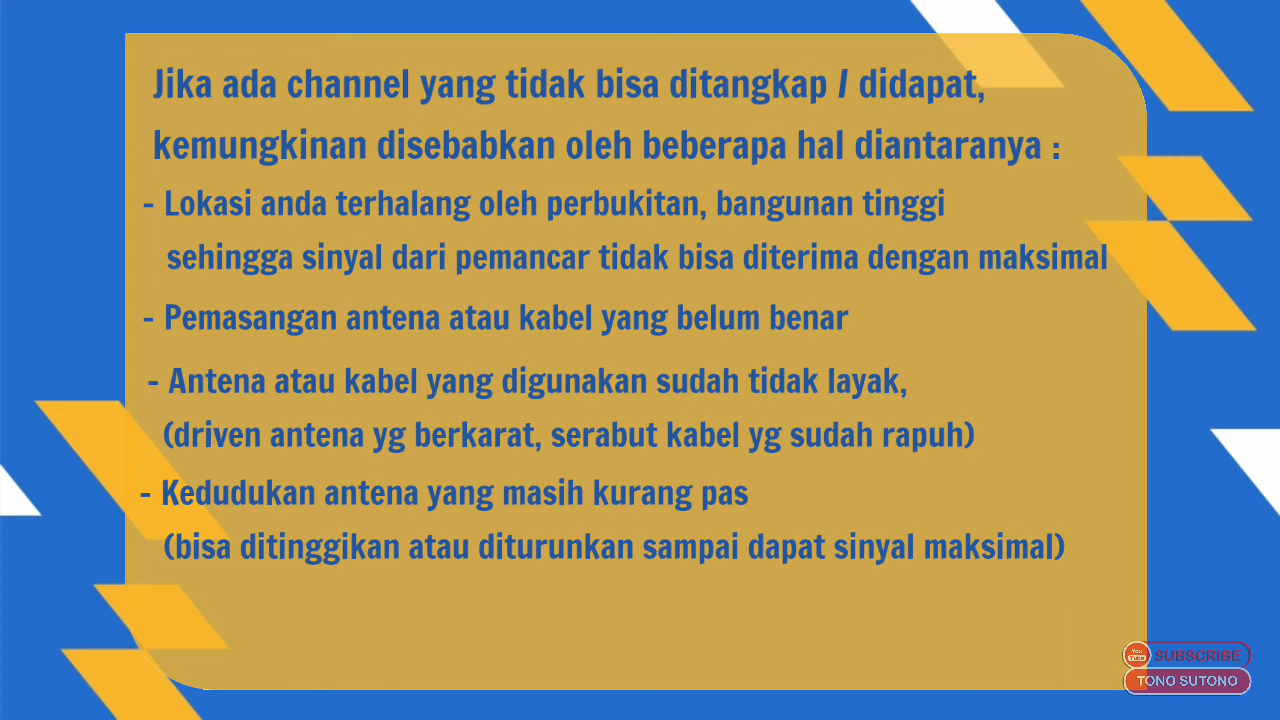 Jika ada channel yang tidak bisa ditangkap / didapat,
kemungkinan disebabkan oleh beberapa hal diantaranya :
- Lokasi anda terhalang oleh perbukitan, bangunan tinggi
sehingga sinyal dari pemancar tidak bisa diterima dengan maksimal
- Pemasangan antena atau kabel yang belum benar
- Antena atau kabel yang digunakan sudah tidak layak,
(driven antena yg berkarat, serabut kabel yg sudah rapuh)
- Kedudukan antena yang masih kurang pas
(bisa ditinggikan atau diturunkan sampai dapat sinyal maksimal)
You Tube SUBSCRIBE
TONO SUTONO